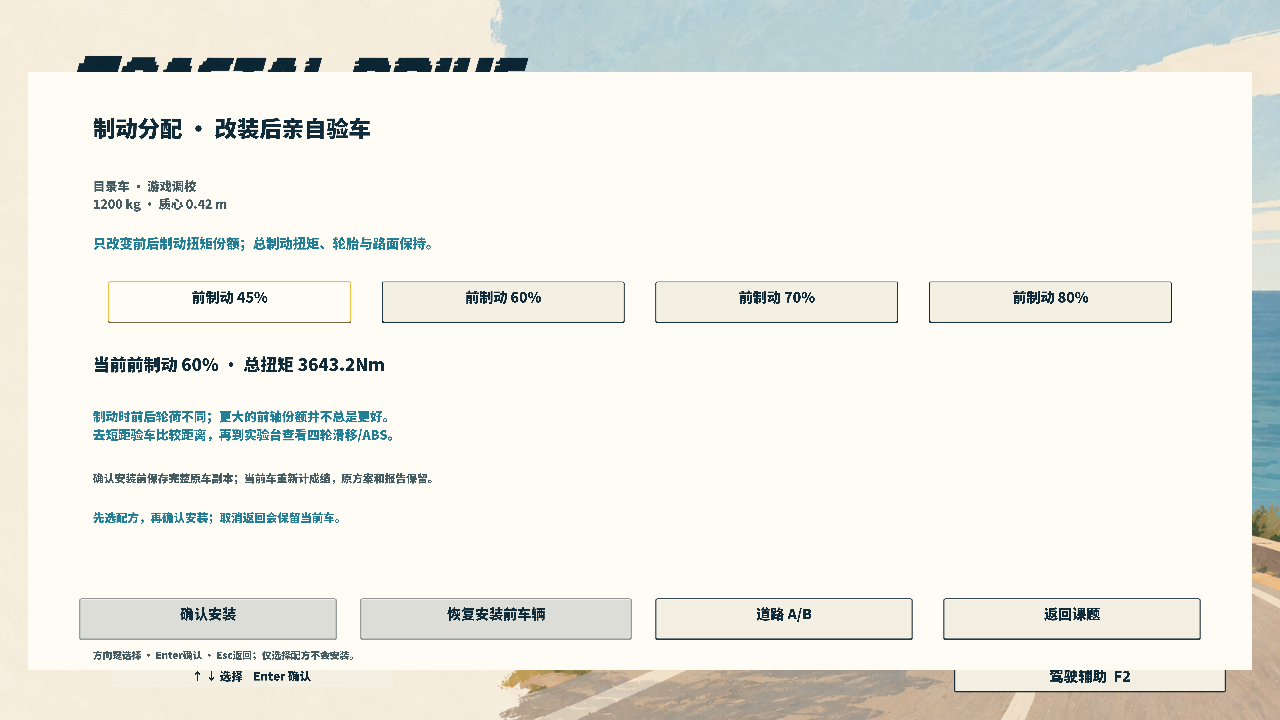 COASTAL DRIVE
制动分配 · 改装后亲自验车
目录车 · 游戏调校
1200 kg · 质心 0.42 m
只改变前后制动扭矩份额；总制动扭矩、轮胎与路面保持。
前制动 45%
前制动 60%
前制动 70%
前制动 80%
当前前制动 60% · 总扭矩 3643.2Nm
制动时前后轮荷不同；更大的前轴份额并不总是更好。
去短距验车比较距离，再到实验台查看四轮滑移/ABS。
确认安装前保存完整原车副本；当前车重新计成绩，原方案和报告保留。
先选配方，再确认安装；取消返回会保留当前车。
确认安装
恢复安装前车辆
道路 A/B
返回课题
方向键选择 · Enter确认 · Esc返回；仅选择配方不会安装。
↑ ↓ 选择 Enter 确认
驾驶辅助 F2